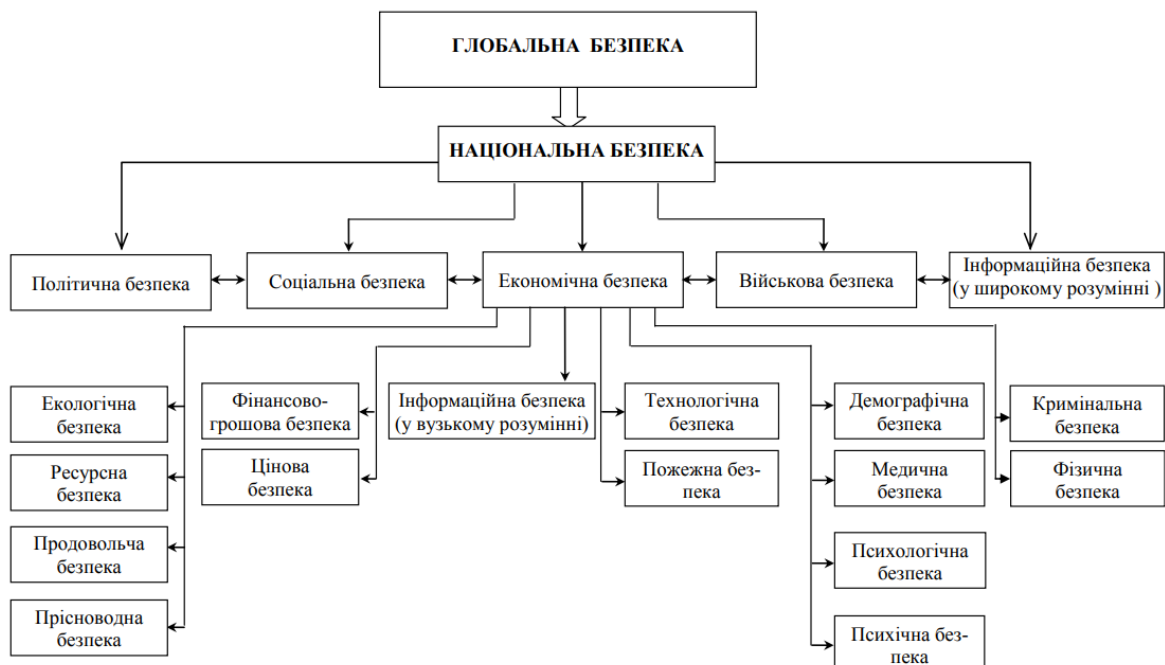 ГЛОБАЛЬНА БЕЗПЕКА
НАЦІОНАЛЬНА БЕЗПЕКА
Політична безпека
Соціальна безпека
Економічна безпека
Військова безпека
Інформаційна безпека
(у широкому розумінні )
Екологічна
безпека
Фінансово-
грошова безпека
Інформаційна безпека
(у вузькому розумінні)
Технологічна
безпека
Демографічна
безпека
Кримінальна
безпека
Ресурсна
безпека
Цінова
безпека
Пожежна без-
пека
Медична
безпека
Фізична
безпека
Продовольча
безпека
Психологічна
безпека
Прісноводна
безпека
Психічна без-
пека